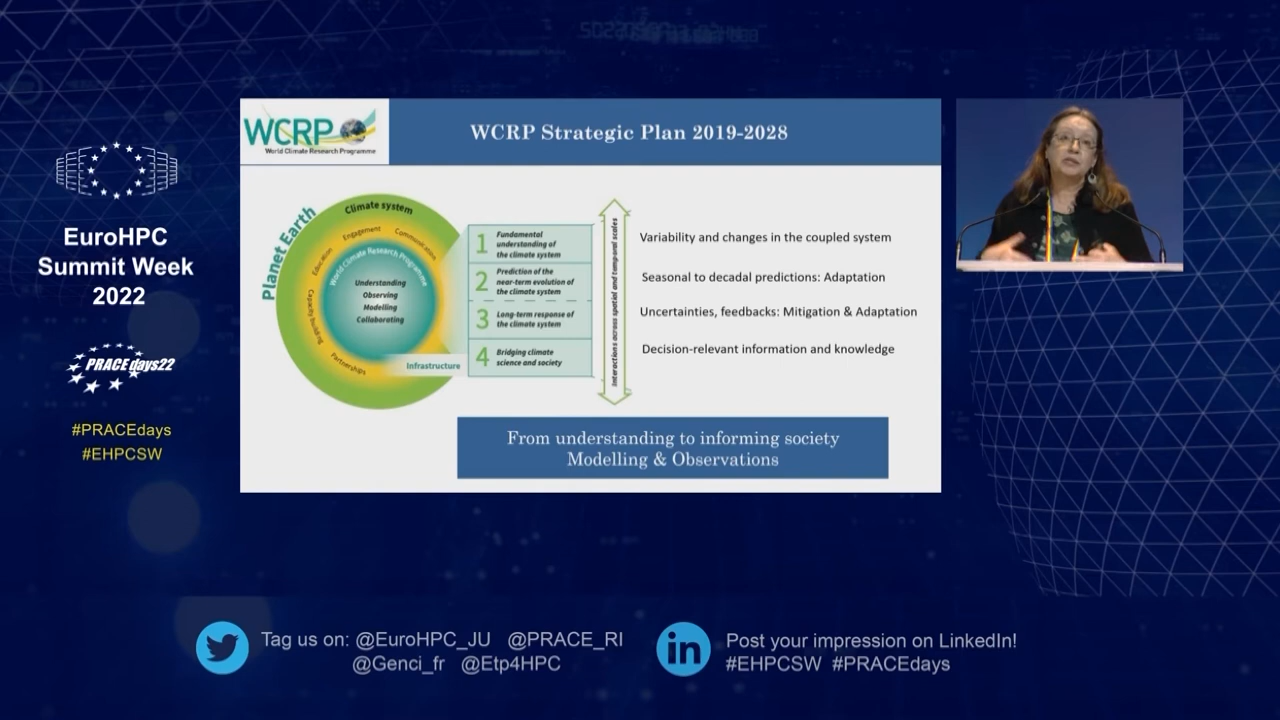 EuroHPC
Summit Week
2022
PRACEdays22
#PRACEdays
#EHPCSW
WCRP
World Climate Research Programme
WCRP Strategic Plan 2019-2028
Planet Earth
Climate system
Education
Engagement
Communications
Capacity building
Partnerships
World Climate Research Programme
Understanding
Observing
Modelling
Collaborating
Infrastructure
1 Fundamental
understanding of
the climate system
2 Prediction of the
near-term evolution of
the climate system
3 Long-term response of
the climate system
4 Bridging climate
science and society
Interactions across spatial and temporal scales
Variability and changes in the coupled system
Seasonal to decadal predictions: Adaptation
Uncertainties, feedbacks: Mitigation & Adaptation
Decision-relevant information and knowledge
From understanding to informing society
Modelling & Observations
Tag us on: @EuroHPC_JU @PRACE_RI
@Genci_fr @Etp4HPC
in
Post your impression on LinkedIn!
#EHPCSW #PRACEdays